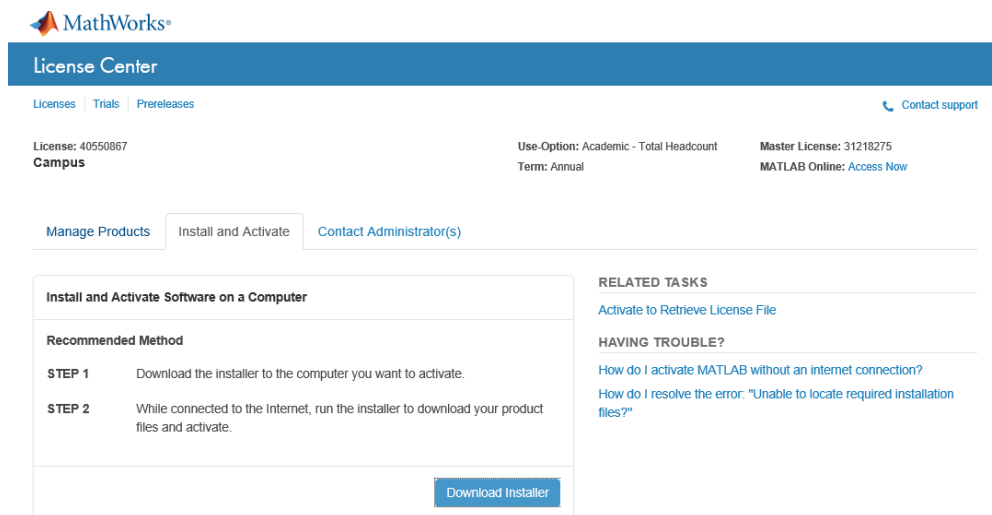 MathWorks®
License Center
Licenses Trials Prereleases
Contact support
License: 40550867
Campus
Use-Option: Academic - Total Headcount
Term: Annual
Master License: 31218275
MATLAB Online: Access Now
Manage Products Install and Activate Contact Administrator(s)
Install and Activate Software on a Computer
Recommended Method
STEP 1 Download the installer to the computer you want to activate.
STEP 2 While connected to the Internet, run the installer to download your product
files and activate.
Download Installer
RELATED TASKS
Activate to Retrieve License File
HAVING TROUBLE?
How do I activate MATLAB without an internet connection?
How do I resolve the error: "Unable to locate required installation
files?"